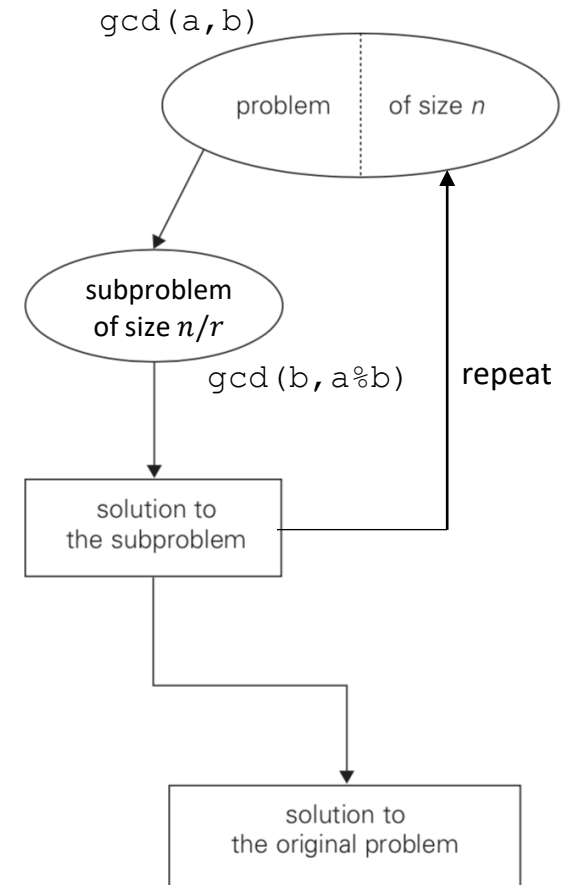 gcd(a,b)
problem of size n
subproblem
of size n/r
gcd(b,a%b)
repeat
solution to
the subproblem
solution to
the original problem